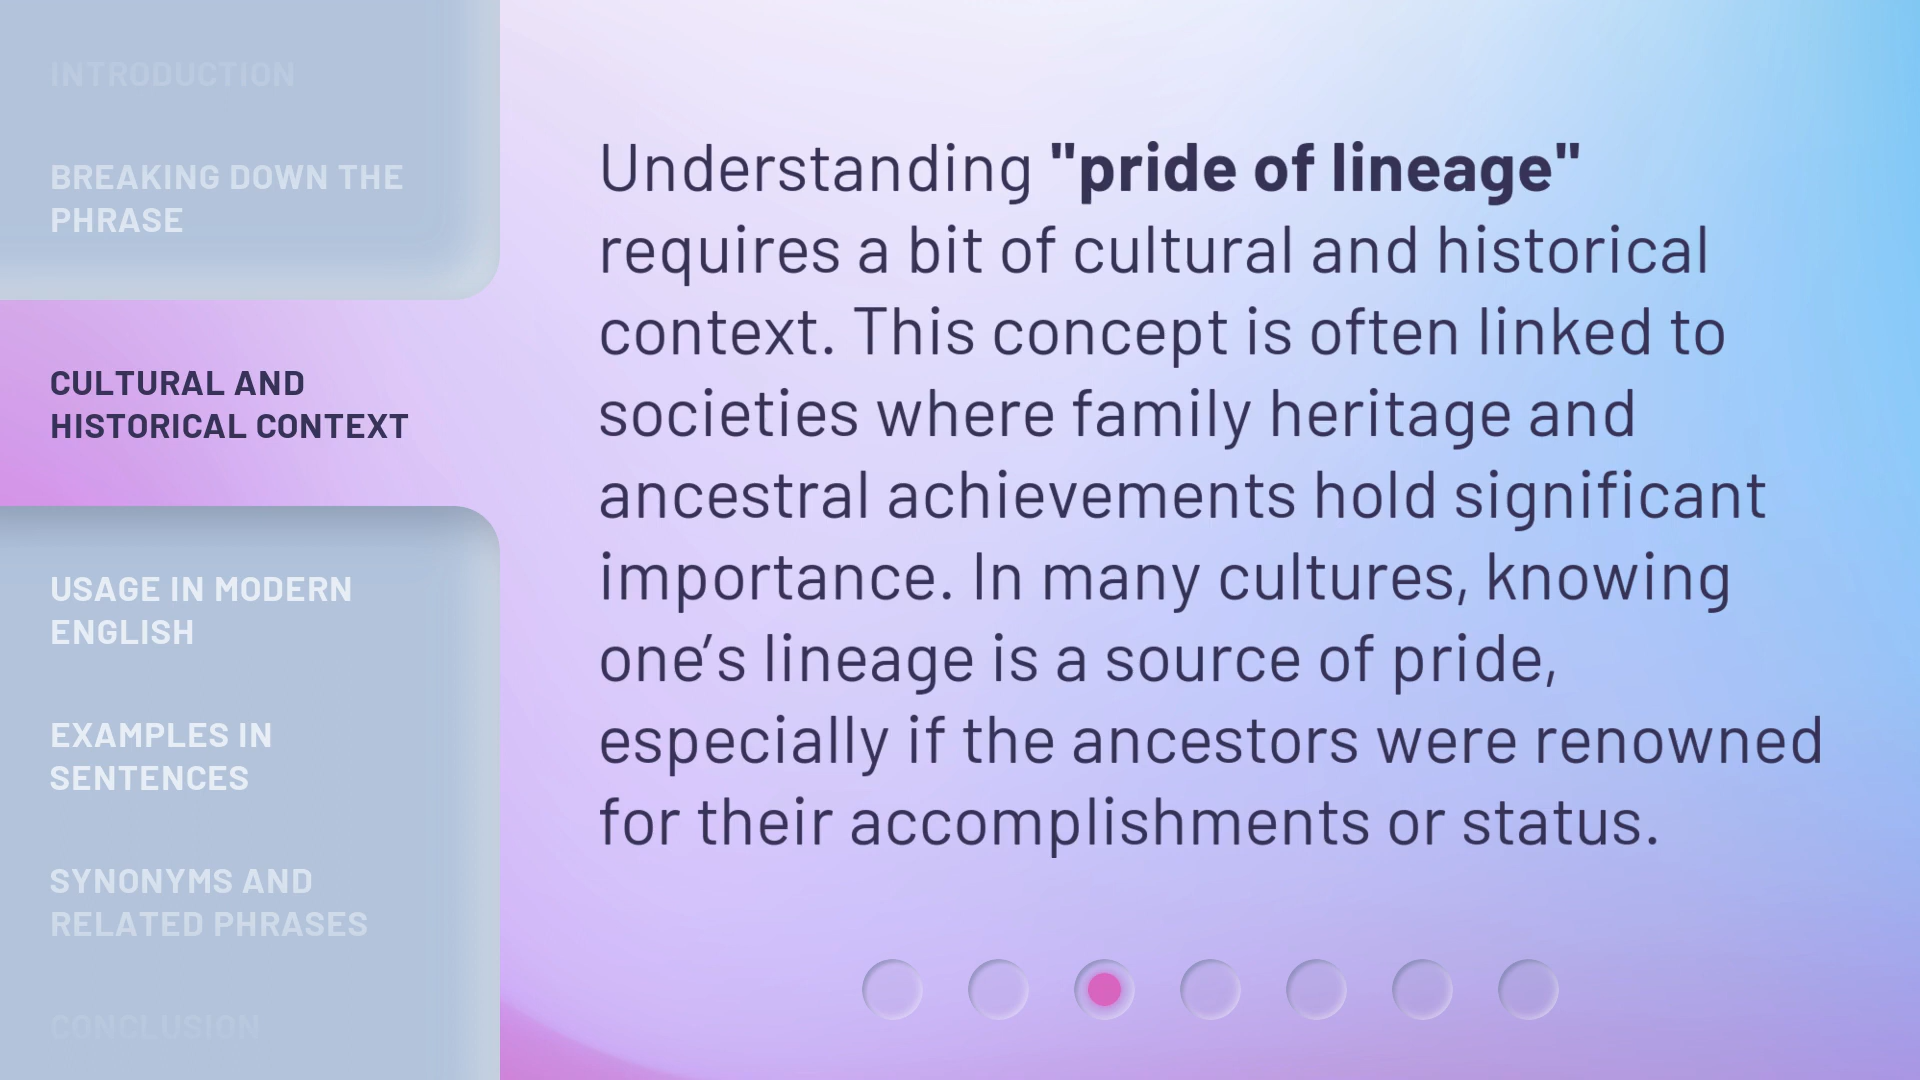 INTRODUCTION
BREAKING DOWN THE
PHRASE
CULTURAL AND
HISTORICAL CONTEXT
USAGE IN MODERN
ENGLISH
EXAMPLES IN
SENTENCES
SYNONYMS AND
RELATED PHRASES
CONCLUSION
Understanding "pride of lineage"
requires a bit of cultural and historical
context. This concept is often linked to
societies where family heritage and
ancestral achievements hold significant
importance. In many cultures, knowing
one’s lineage is a source of pride,
especially if the ancestors were renowned
for their accomplishments or status.